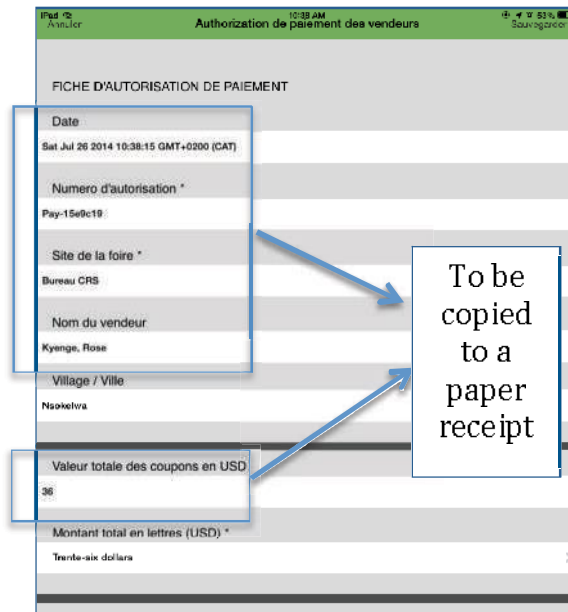 iPad
10:38 AM
53%
Annuler
Authorization de paiement des vendeurs
Sauvegarder
FICHE D'AUTORISATION DE PAIEMENT
Date
Sat Jul 26 2014 10:38:15 GMT+0200 (CAT)
Numero d'autorisation *
Pay-15e9c19
Site de la foire *
Bureau CRS
Nom du vendeur
Kyenge, Rose
Village / Ville
Nsokelwa
To be
copied
to a
paper
receipt
Valeur totale des coupons en USD
36
Montant total en lettres (USD) *
Trente-six dollars